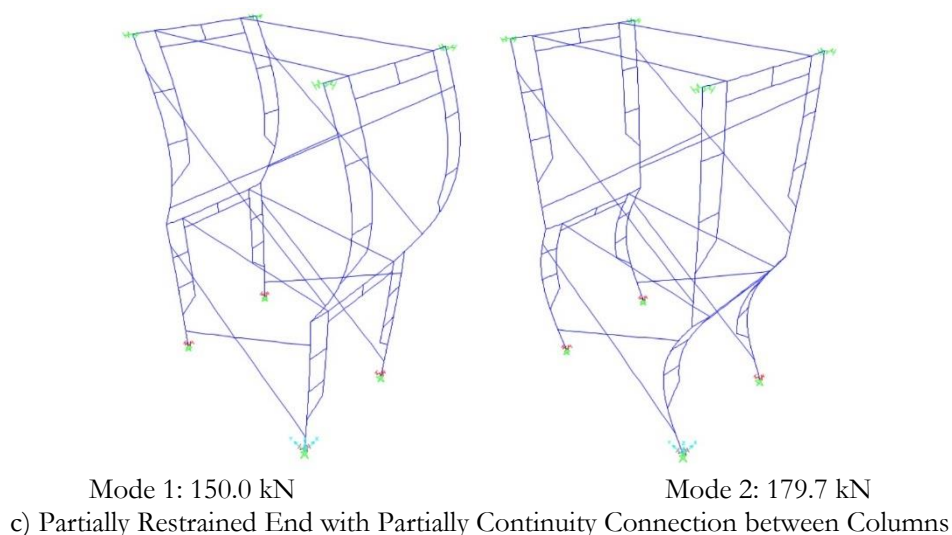 Mode 1: 150.0 kN Mode 2: 179.7 kN
c) Partially Restrained End with Partially Continuity Connection between Columns